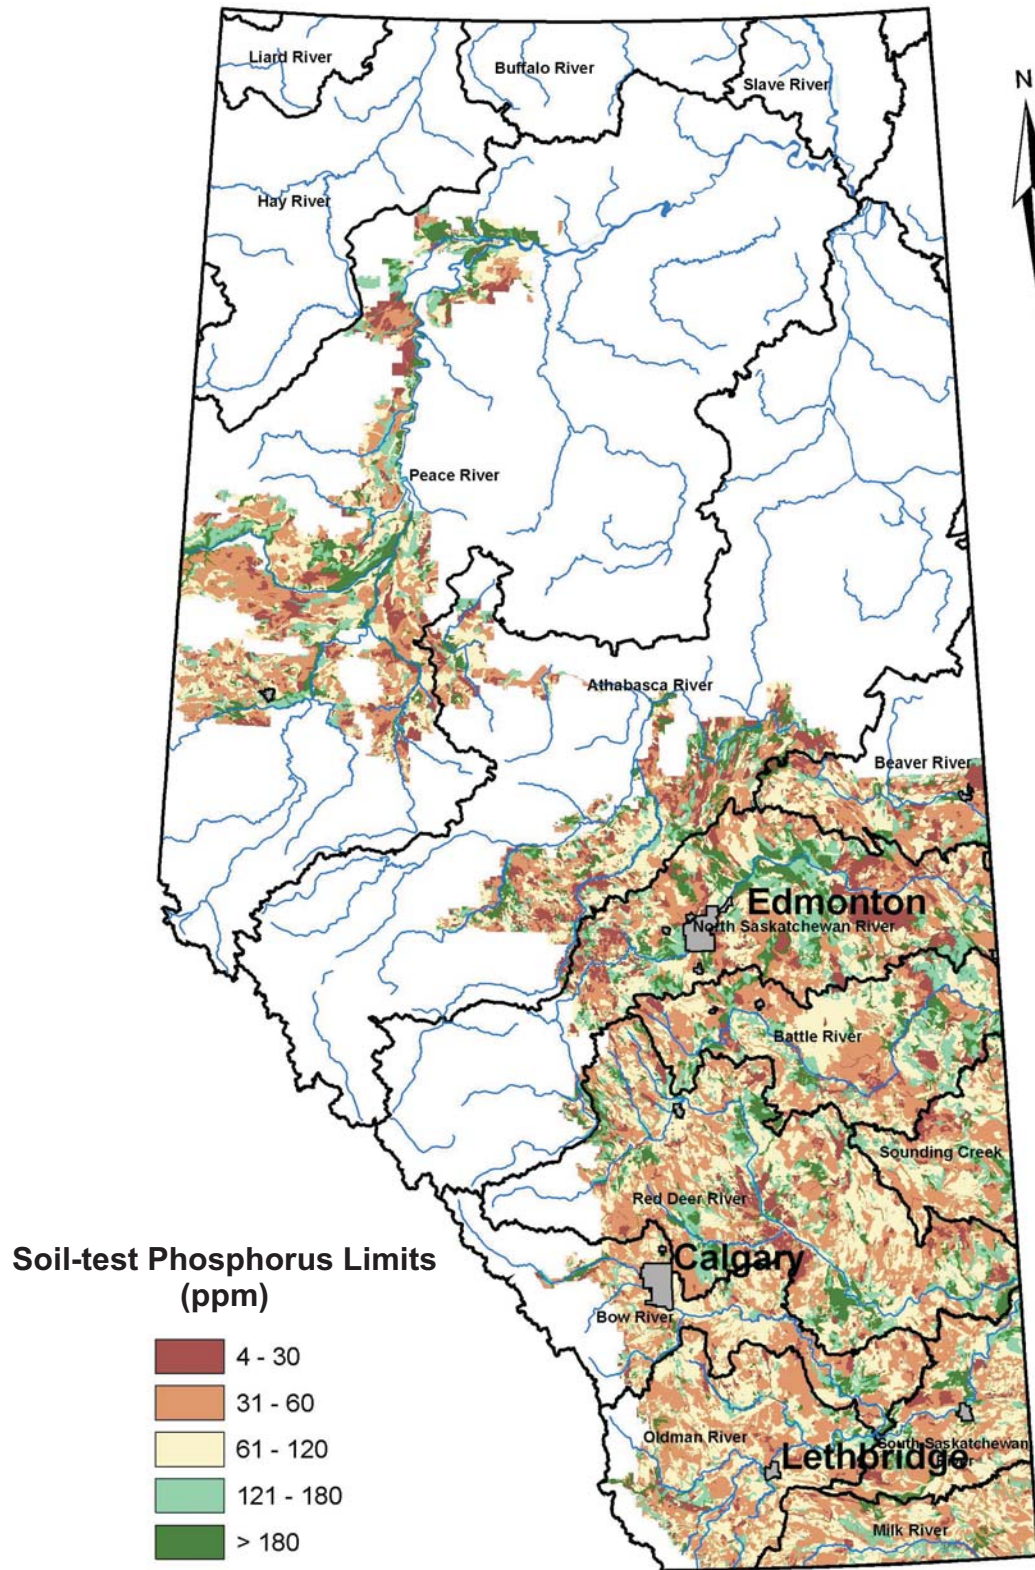 Liard River
Buffalo River
Slave River
N
Hay River
Peace River
Athabasca River
Beaver River
Edmonton
North Saskatchewan River
Battle River
Sounding Creek
Red Deer River
Calgary
Bow River
Oldman River
South Saskatchewan
River
Lethbridge
Milk River
Soil-test Phosphorus Limits
(ppm)
4 - 30
31 - 60
61 - 120
121 - 180
> 180